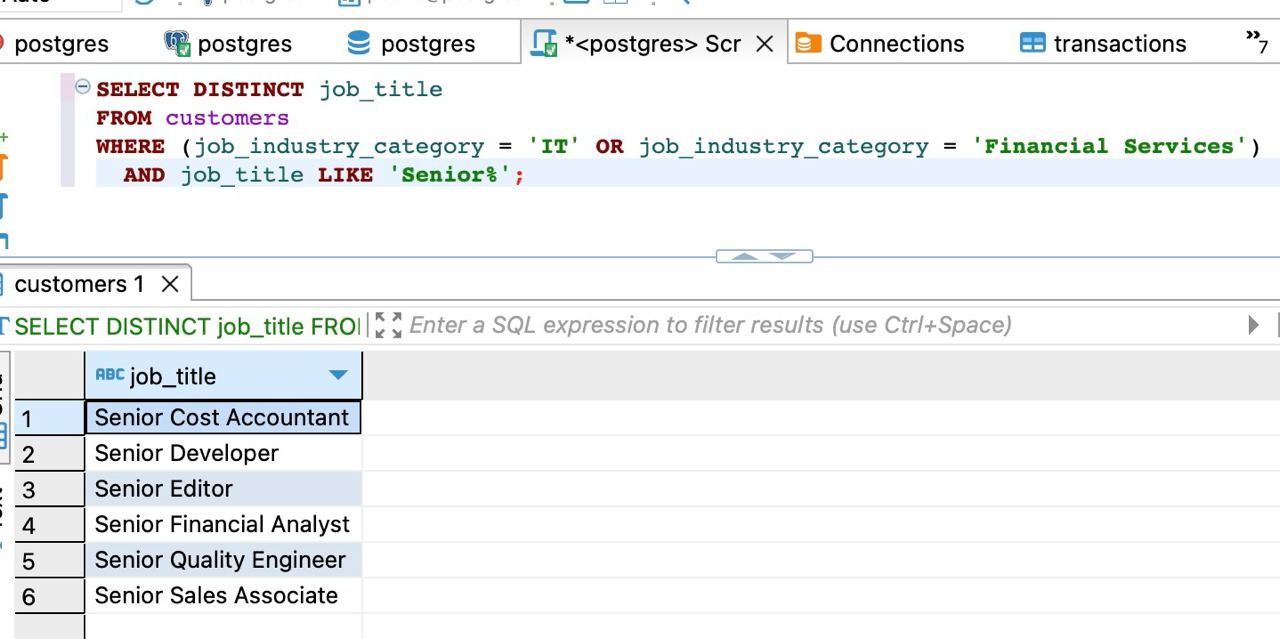 postgres postgres postgres *<postgres> Scr Connections transactions 7
SELECT DISTINCT job_title
FROM customers
WHERE (job_industry_category = 'IT' OR job_industry_category = 'Financial Services')
AND job_title LIKE 'Senior%';
customers 1
SELECT DISTINCT job_title FROI Enter a SQL expression to filter results (use Ctrl+Space)
ABC job_title
1 Senior Cost Accountant
2 Senior Developer
3 Senior Editor
4 Senior Financial Analyst
5 Senior Quality Engineer
6 Senior Sales Associate